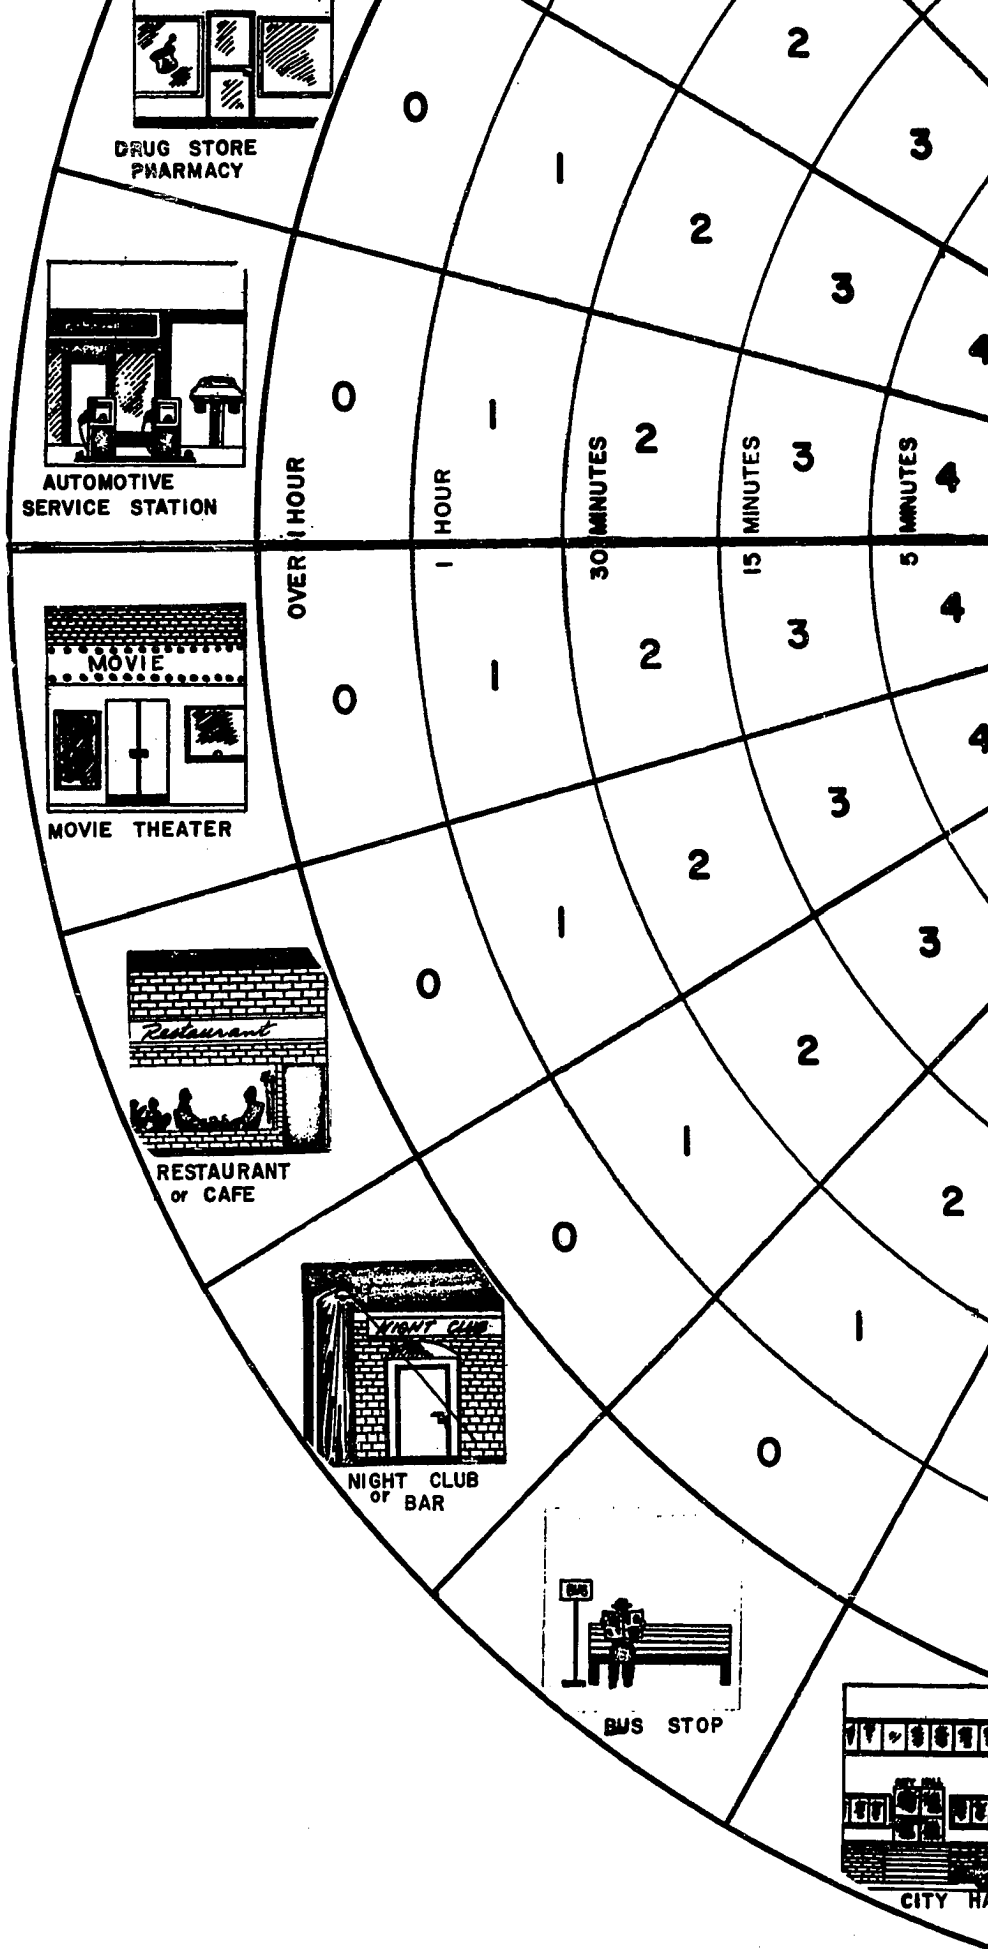 2
0
3
1
DRUG STORE
PHARMACY
2
3
4
0
1
2
3
4
OVER 1 HOUR
1 HOUR
30 MINUTES
15 MINUTES
5 MINUTES
AUTOMOTIVE
SERVICE STATION
4
3
2
1
0
MOVIE
MOVIE THEATER
4
3
2
1
0
3
Restaurant
2
1
RESTAURANT
or CAFE
2
0
NIGHT CLUB
1
0
NIGHT CLUB
or BAR
BUS
BUS STOP
CITY HALL
CITY HA